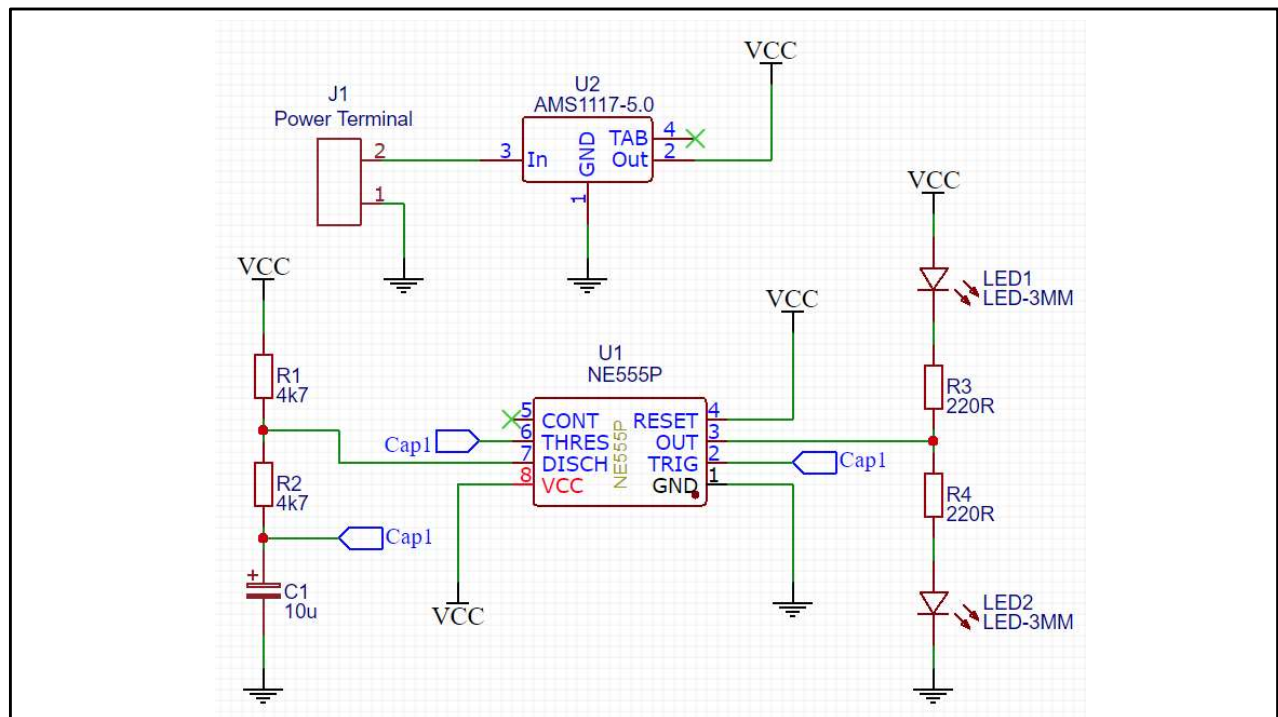 VCC
U2
AMS1117-5.0
J1
Power Terminal
2
1
3 In
GND
1
TAB 4
Out 2
VCC
LED1
LED-3MM
VCC
R1
4k7
R2
4k7
Cap1
C1
10u
VCC
U1
NE555P
5 CONT
6 THRES
7 DISCH
8 VCC
NE555P
RESET 4
OUT 3
TRIG 2
GND 1
Cap1
Cap1
VCC
R3
220R
R4
220R
LED2
LED-3MM
VCC